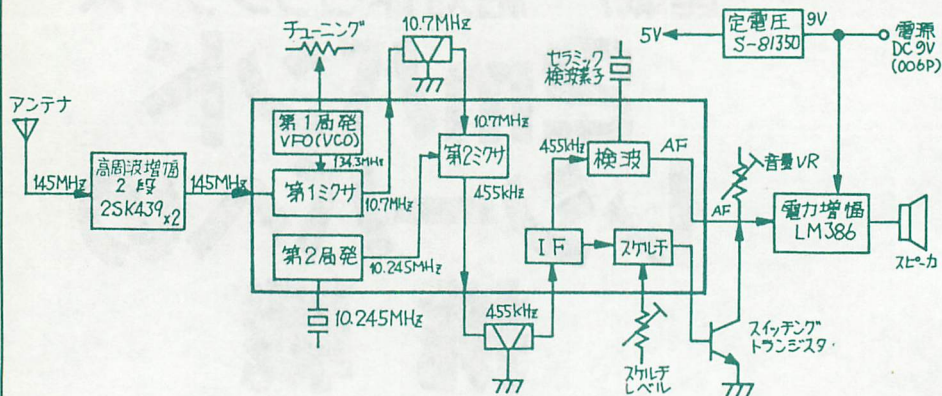 アンテナ
145MHz
高周波増幅
2段
2SK439x2
145MHz
チューニング
第1局発
VFO(VCO)
134.3MHz
第1ミクサ
10.7MHz
第2局発
10.245MHz
10.245MHz
10.7MHz
10.7MHz
第2ミクサ
455kHz
455kHz
IF
455kHz
セラミック
検波素子
検波
AF
スケルチ
スケルチ
レベル
5V
定電圧
S-81350
9V
電源
DC9V
(006P)
音量VR
AF
電力増幅
LM386
スピーカ
スイッチング
トランジスタ